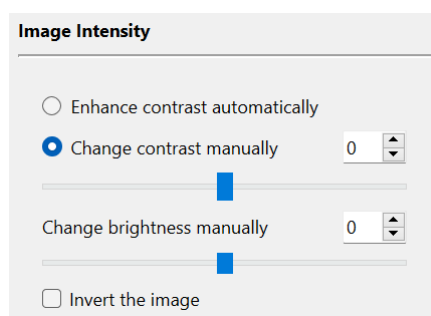 Image Intensity
Enhance contrast automatically
Change contrast manually 0
Change brightness manually 0
Invert the image